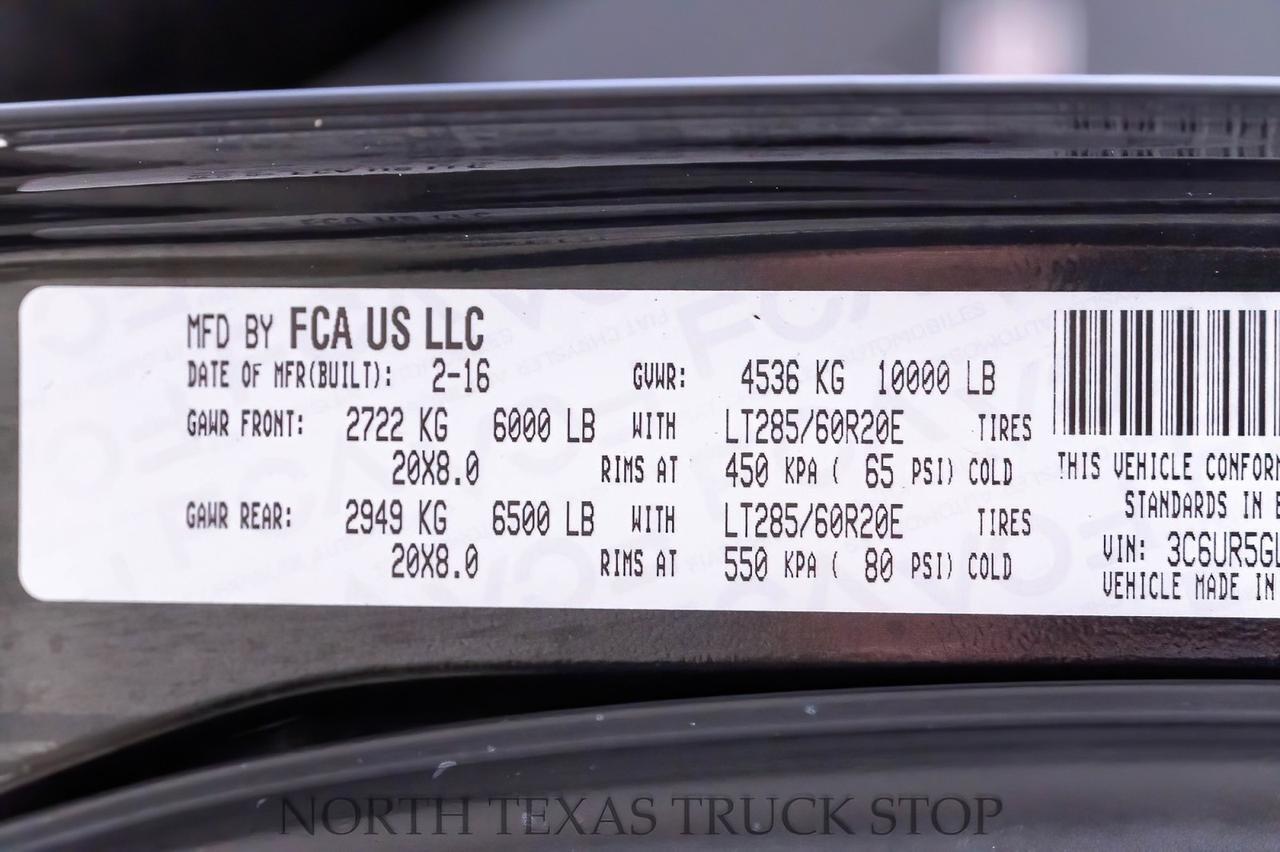 MFD BY FCA US LLC
DATE OF MFR(BUILT): 2-16 GVWR: 4536 KG 10000 LB
GAWR FRONT: 2722 KG 6000 LB WITH LT285/60R20E TIRES
20X8.0 RIMS AT 450 KPA ( 65 PSI) COLD
GAWR REAR: 2949 KG 6500 LB WITH LT285/60R20E TIRES
20X8.0 RIMS AT 550 KPA ( 80 PSI) COLD
THIS VEHICLE CONFORM
STANDARDS IN E
VIN: 3C6UR5GL
VEHICLE MADE IN
NORTH TEXAS TRUCK STOP